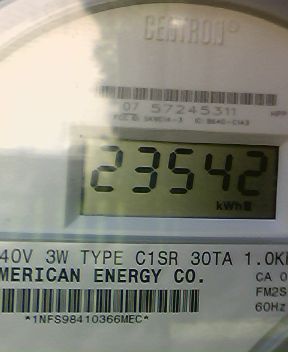 CENTRON®
07 57245311
23542
kWh
40V 3W TYPE C1SR 30TA 1.0K
MERICAN ENERGY CO.
CA 0
FM2S
60Hz
*1NFS98410366MEC*